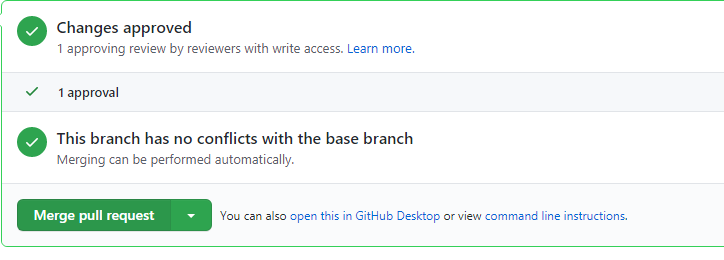 Changes approved
1 approving review by reviewers with write access. Learn more.
1 approval
This branch has no conflicts with the base branch
Merging can be performed automatically.
Merge pull request
You can also open this in GitHub Desktop or view command line instructions.